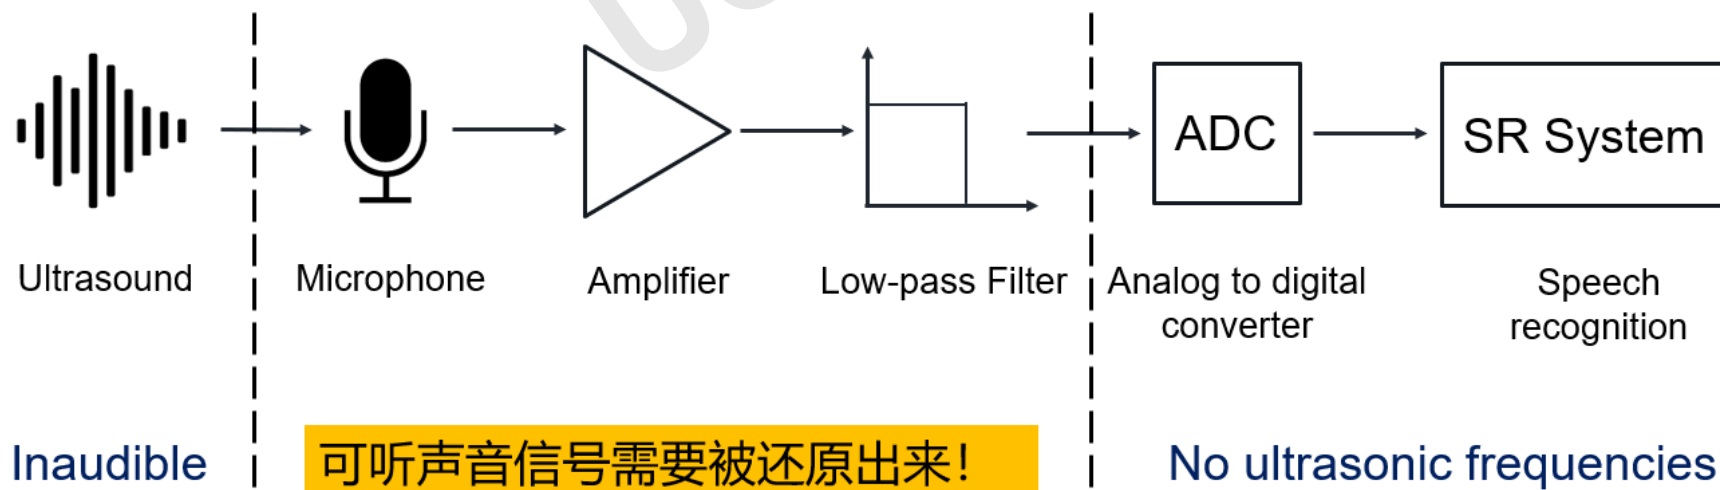 ADC
SR System
Ultrasound
Microphone
Amplifier
Low-pass Filter
Analog to digital
converter
Speech
recognition
Inaudible
可听声音信号需要被还原出来！
No ultrasonic frequencies